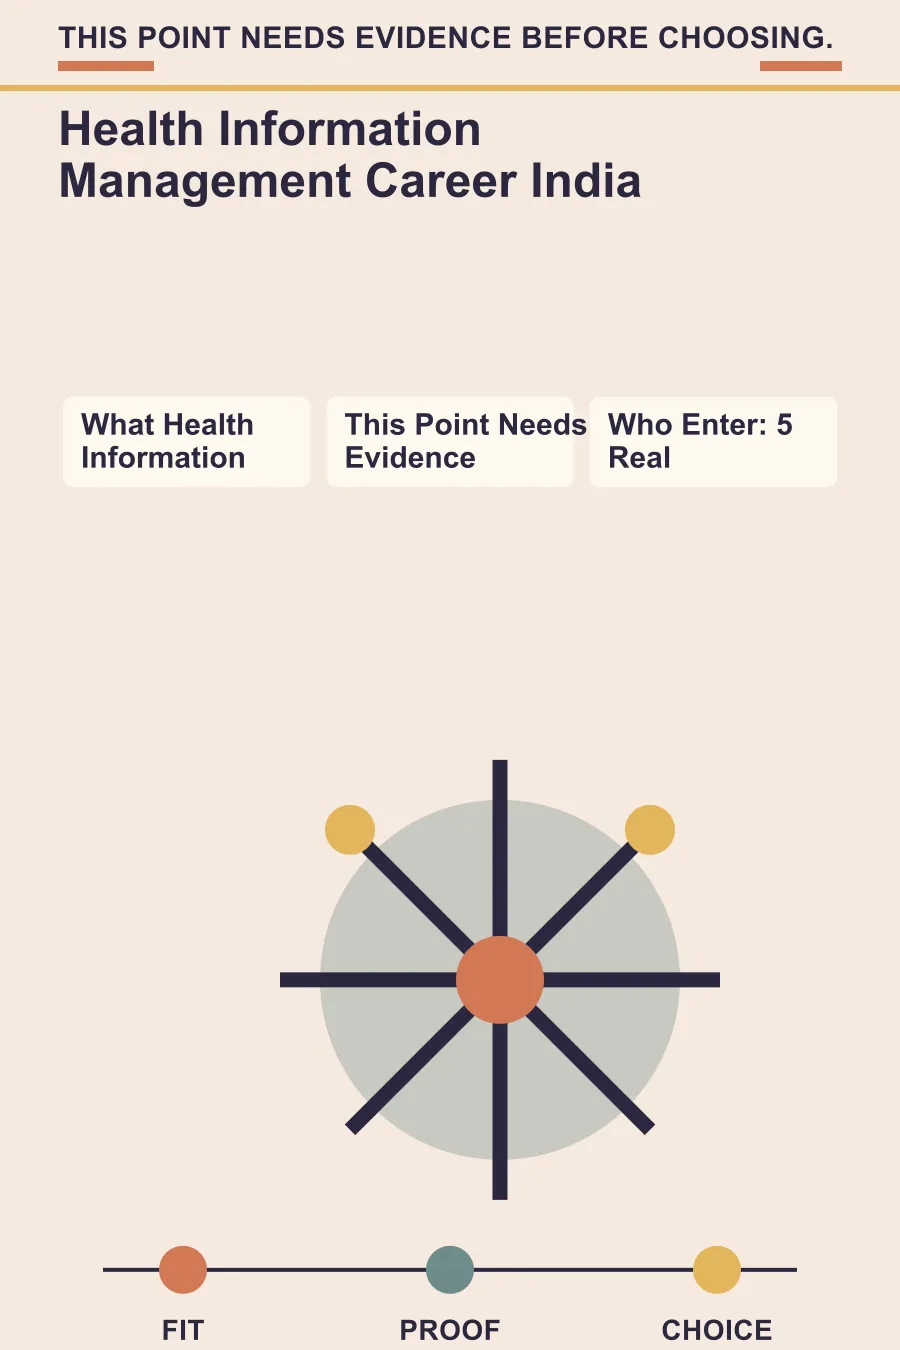 THIS POINT NEEDS EVIDENCE BEFORE CHOOSING.
Health Information
Management Career India
What Health
Information
This Point Needs
Evidence
Who Enter: 5
Real
FIT
PROOF
CHOICE